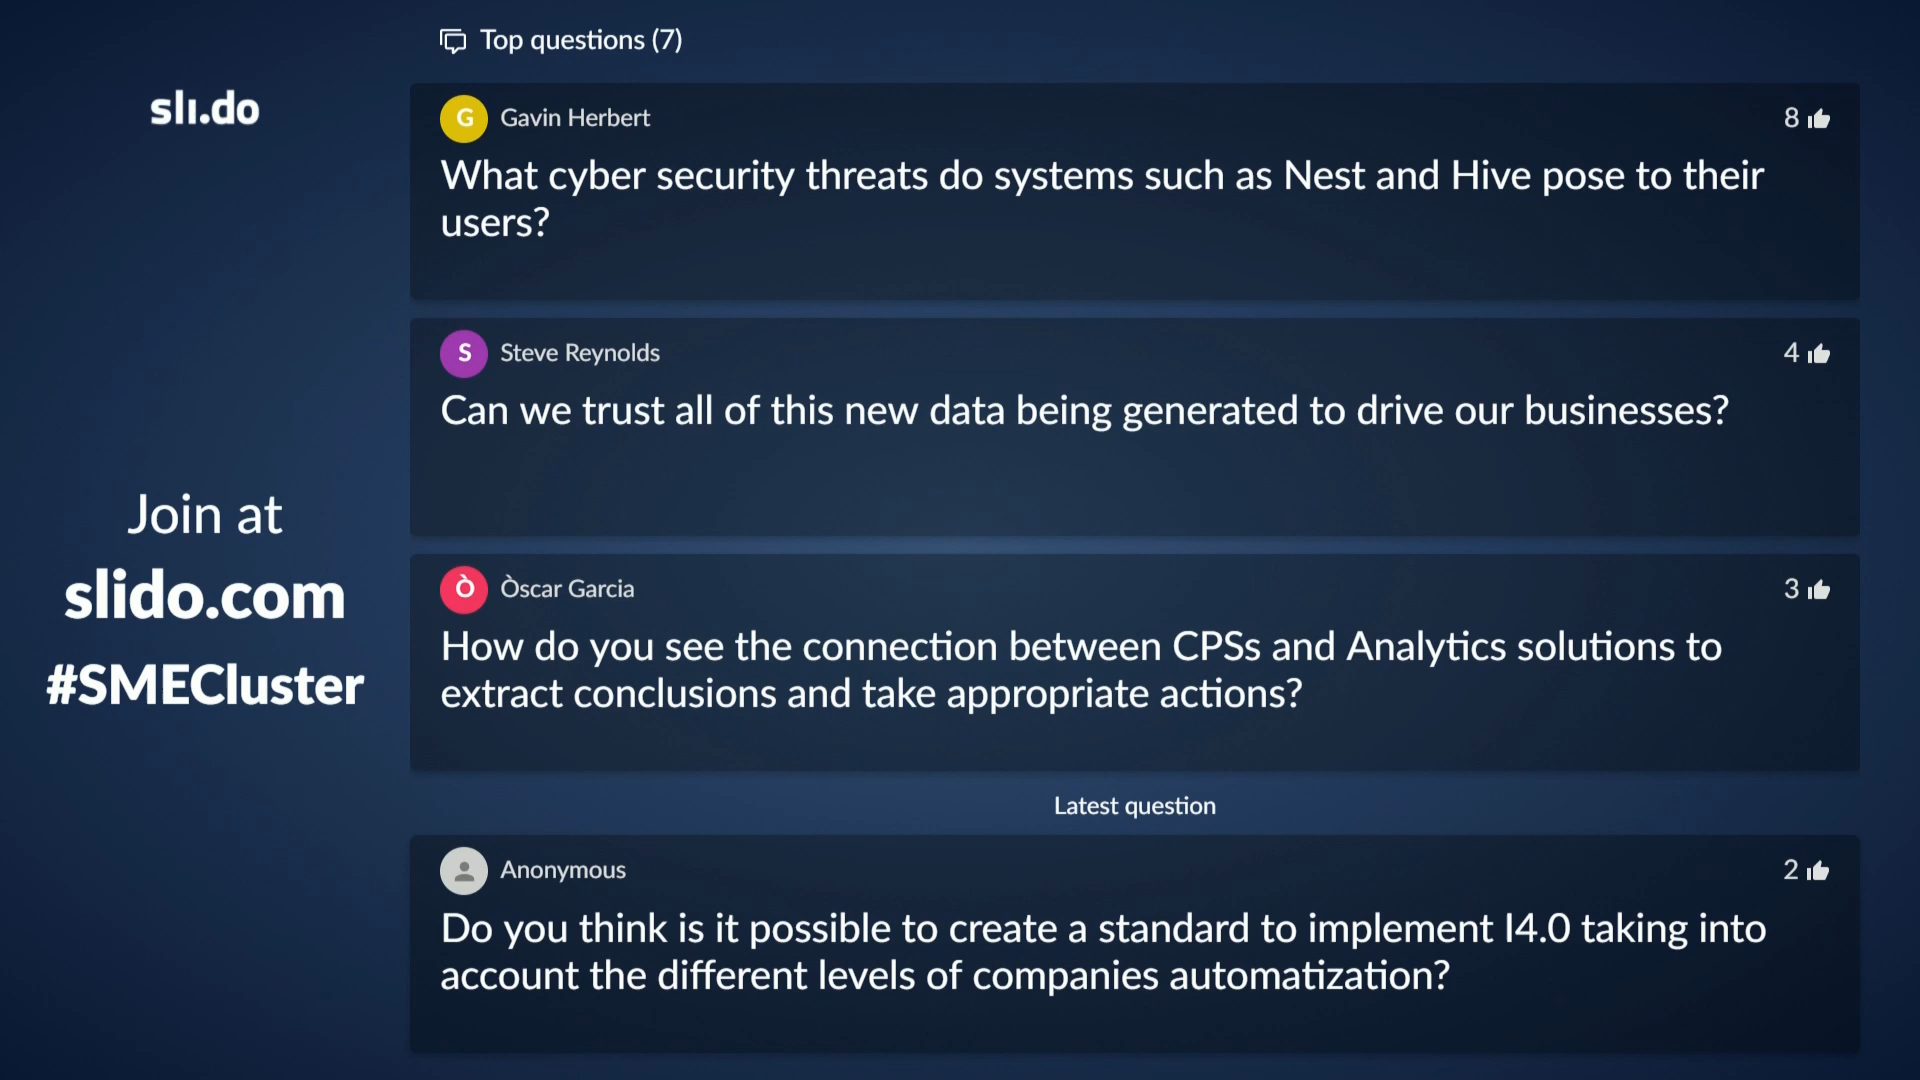 Top questions (7)
slı.do
G Gavin Herbert 8
What cyber security threats do systems such as Nest and Hive pose to their
users?
S Steve Reynolds 4
Can we trust all of this new data being generated to drive our businesses?
Join at
slido.com
#SMECluster
Ò Òscar Garcia 3
How do you see the connection between CPSs and Analytics solutions to
extract conclusions and take appropriate actions?
Latest question
Anonymous 2
Do you think is it possible to create a standard to implement I4.0 taking into
account the different levels of companies automatization?